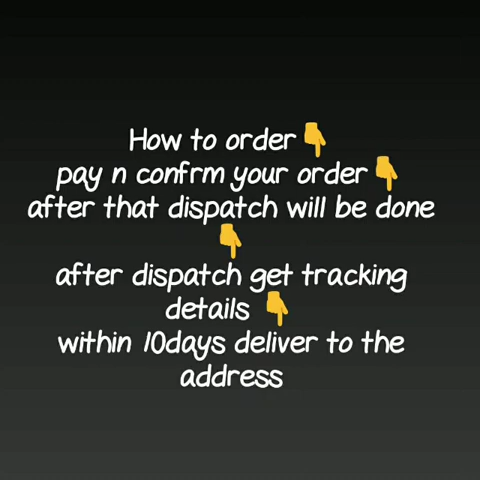 How to order👇
pay n confrm your order👇
after that dispatch will be done
👇
after dispatch get tracking
details 👇
within 10days deliver to the
address